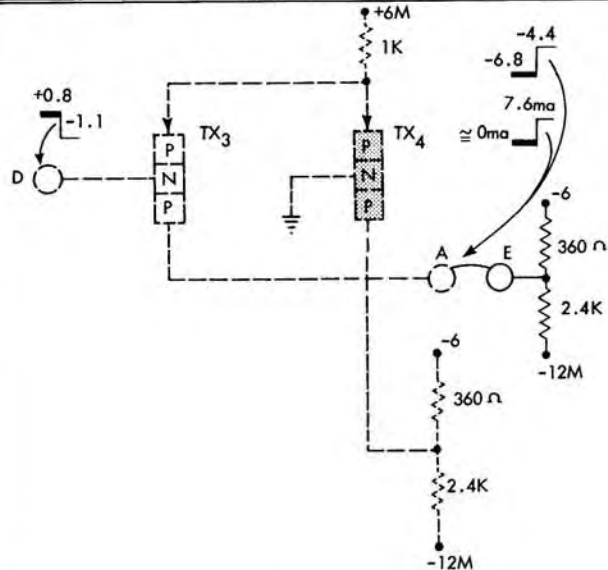 +6M
1K
-4.4
-6.8
7.6ma
≅ 0ma
+0.8
-1.1
D
P
N
P
TX3
P
N
P
TX4
-6
360 Ω
A
E
2.4K
-12M
-6
360 Ω
2.4K
-12M